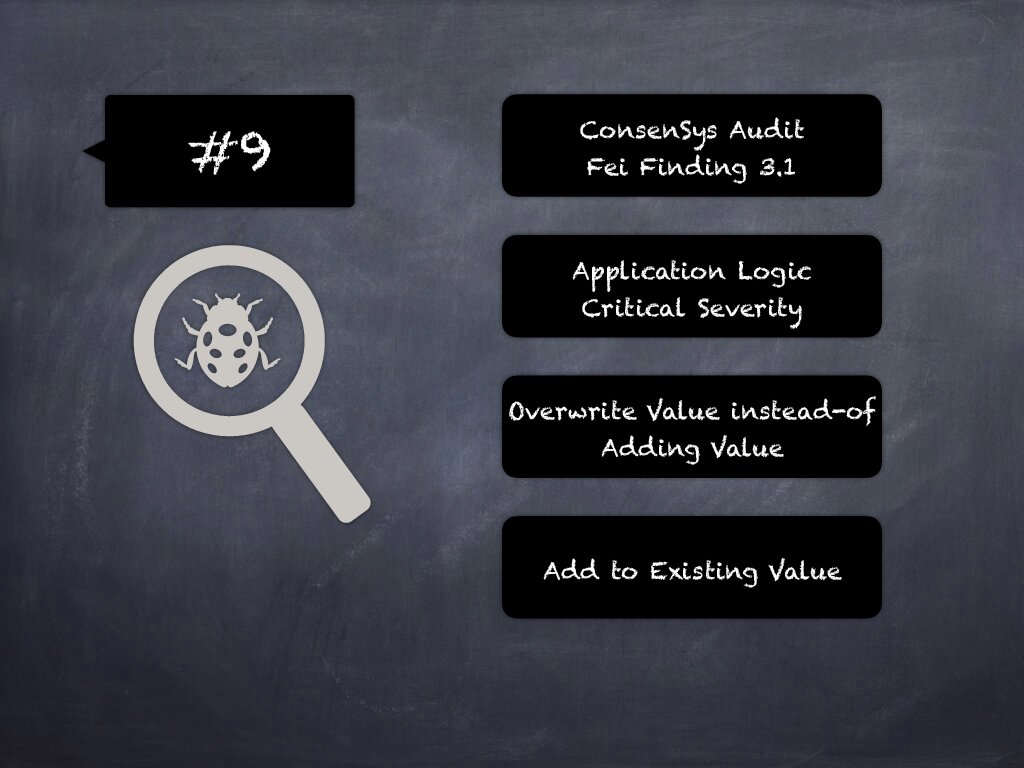 #9
ConsenSys Audit
Fei Finding 3.1
Application Logic
Critical Severity
Overwrite Value instead-of
Adding Value
Add to Existing Value